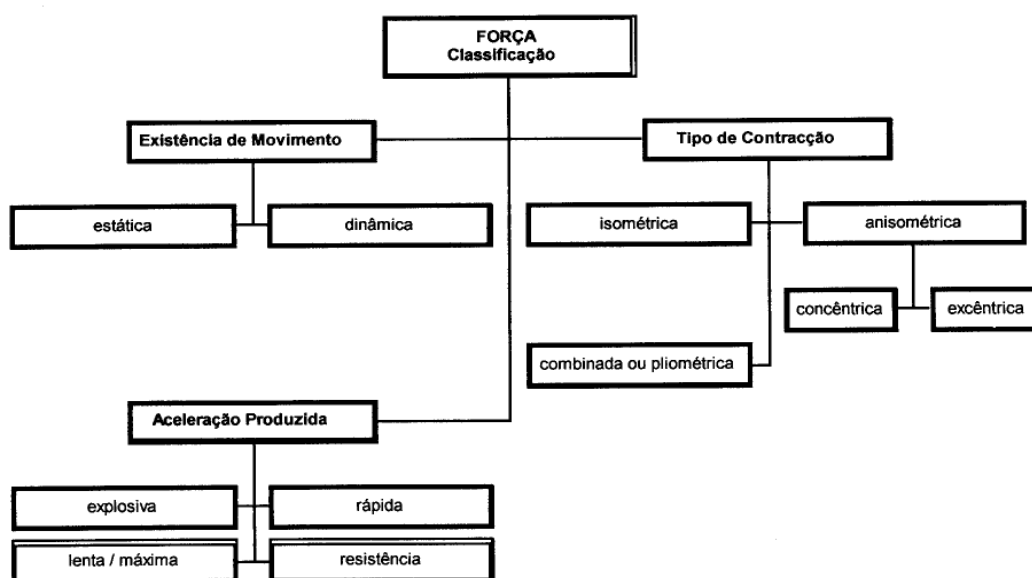 FORÇA
Classificação
Existência de Movimento
Tipo de Contracção
estática
dinâmica
isométrica
anisométrica
concêntrica
excêntrica
combinada ou pliométrica
Aceleração Produzida
explosiva
rápida
lenta / máxima
resistência